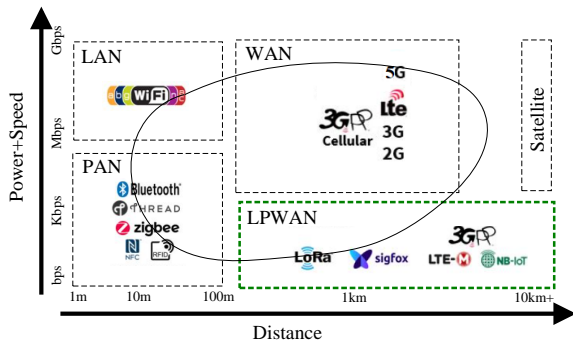 Power+Speed
Gbps
Mbps
Kbps
bps
LAN
a b g WiFi n ac
WAN
5G
Lte
3GPP
Cellular
3G
2G
Satellite
PAN
Bluetooth®
THREAD
zigbee
NFC
RFID
LPWAN
LoRa
sigfox
3GPP
LTE-M
NB-IoT
1m
10m
100m
1km
10km+
Distance